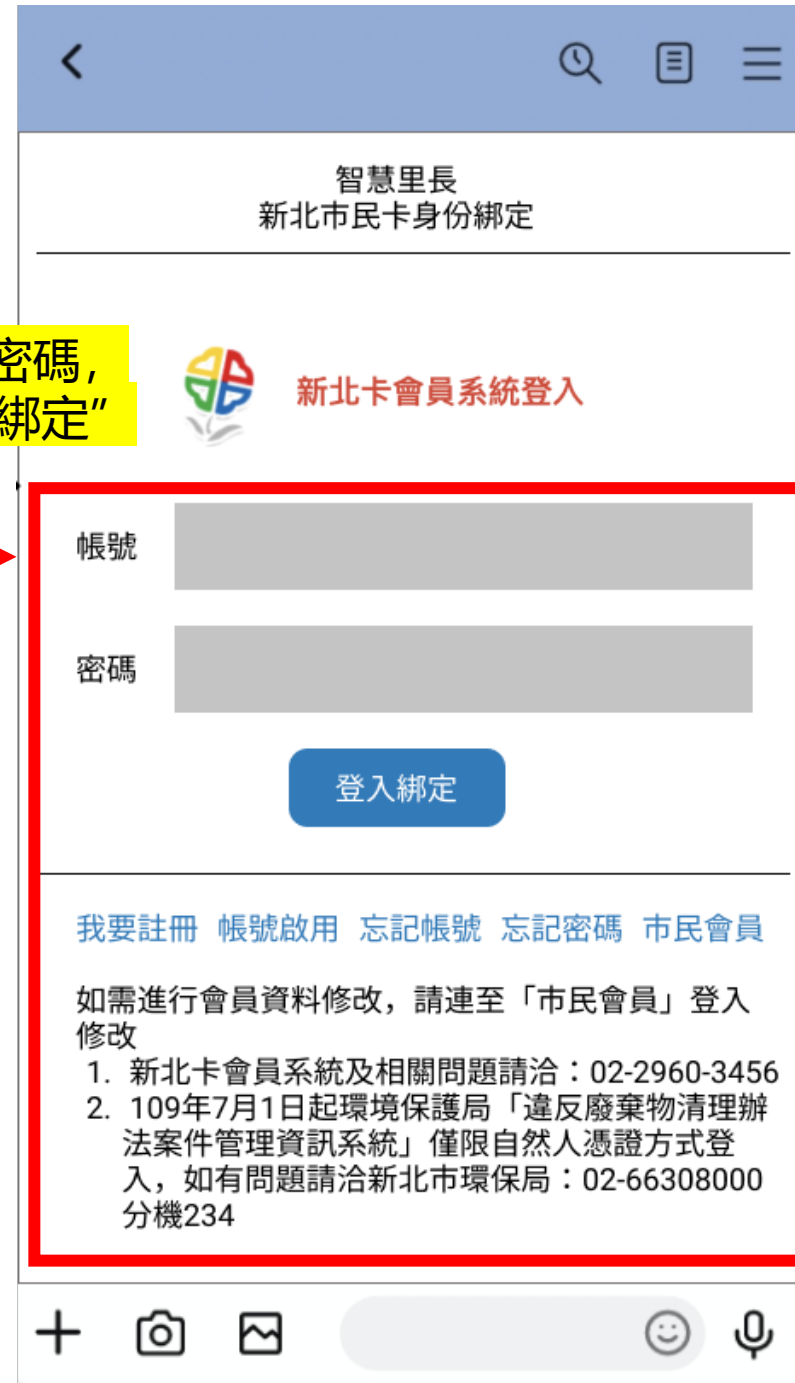 智慧里長
新北市民卡身份綁定
密碼,
綁定”
新北卡會員系統登入
帳號
密碼
登入綁定
我要註冊 帳號啟用 忘記帳號 忘記密碼 市民會員
如需進行會員資料修改，請連至「市民會員」登入
修改
1. 新北卡會員系統及相關問題請洽：02-2960-3456
2. 109年7月1日起環境保護局「違反廢棄物清理辦
法案件管理資訊系統」僅限自然人憑證方式登
入，如有問題請洽新北市環保局：02-66308000
分機234